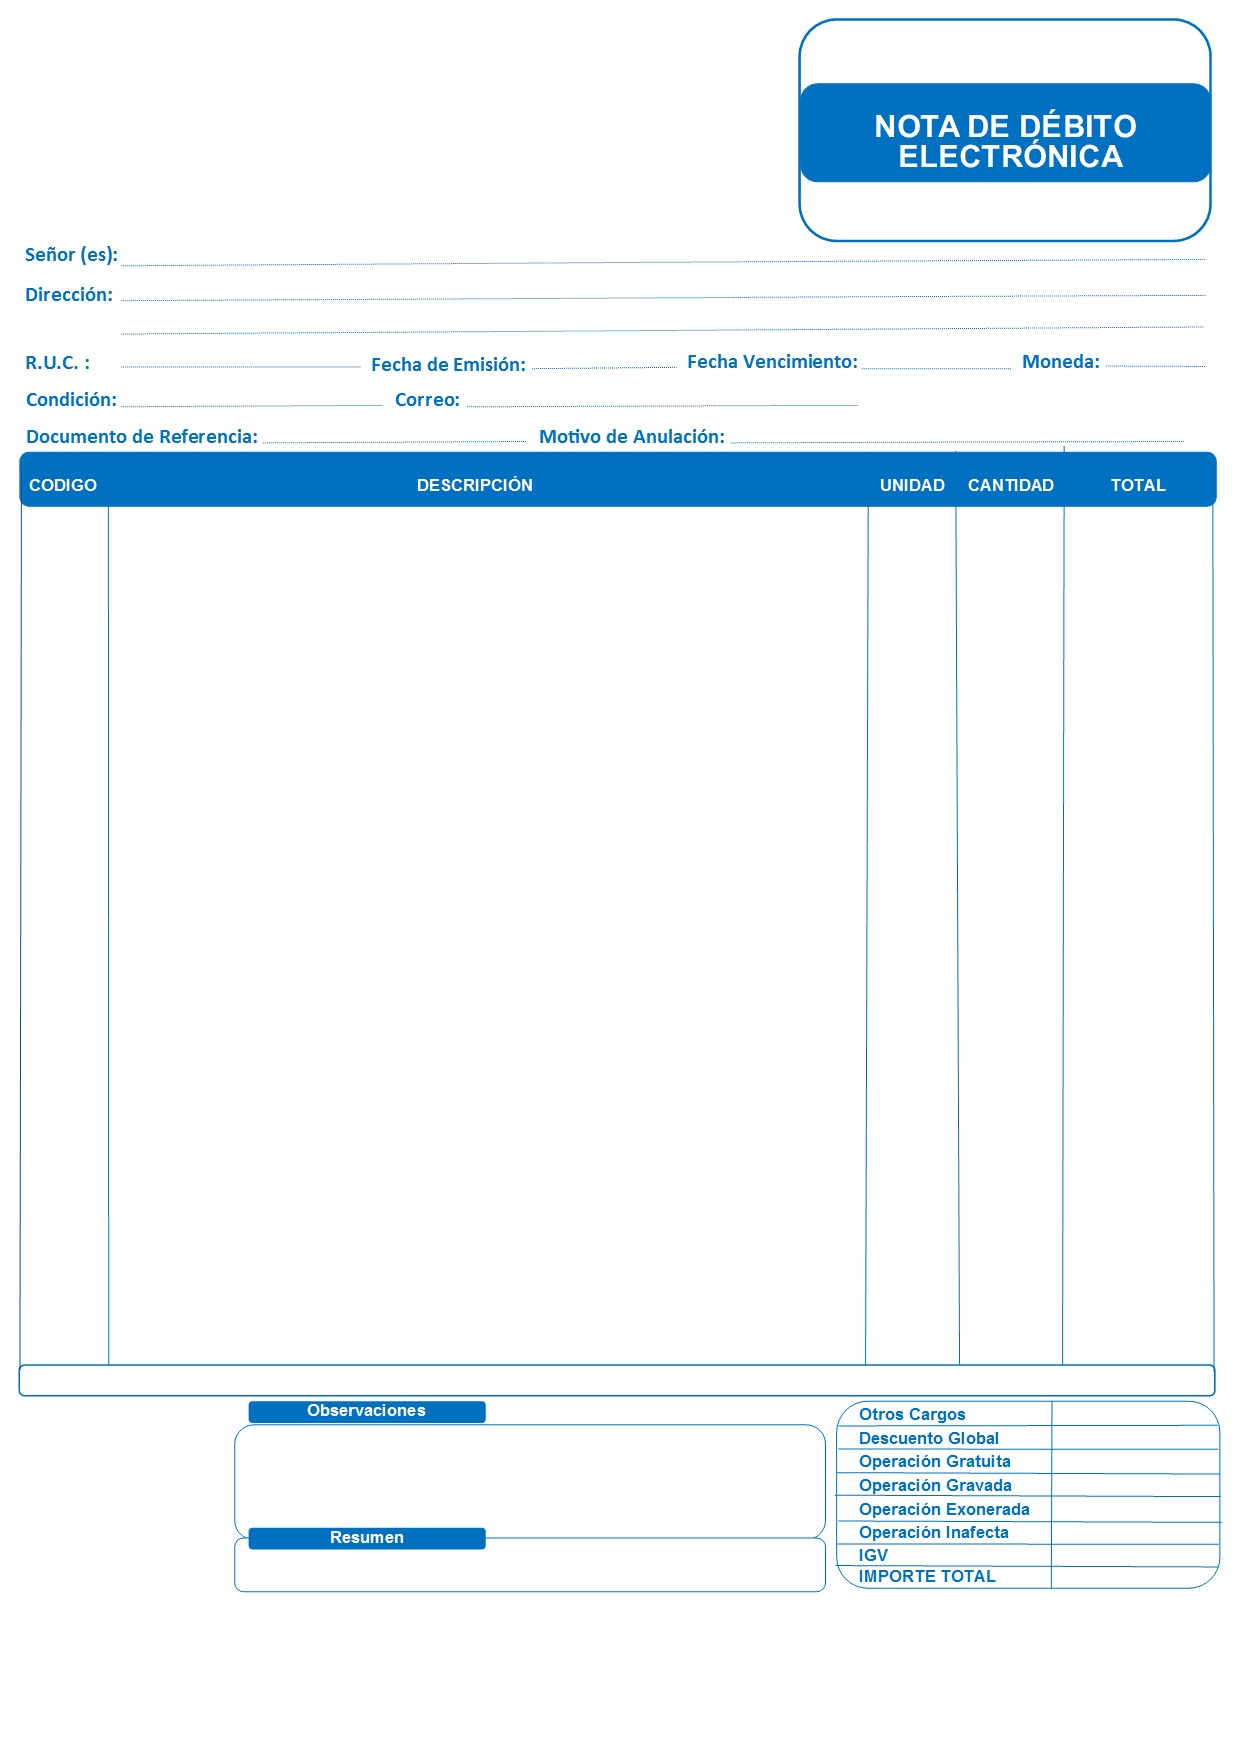 NOTA DE DÉBITO
ELECTRÓNICA
Señor (es):
Dirección:
R.U.C. : Fecha de Emisión: Fecha Vencimiento: Moneda:
Condición: Correo:
Documento de Referencia: Motivo de Anulación:
CODIGO DESCRIPCIÓN UNIDAD CANTIDAD TOTAL
Observaciones
Resumen
Otros Cargos
Descuento Global
Operación Gratuita
Operación Gravada
Operación Exonerada
Operación Inafecta
IGV
IMPORTE TOTAL